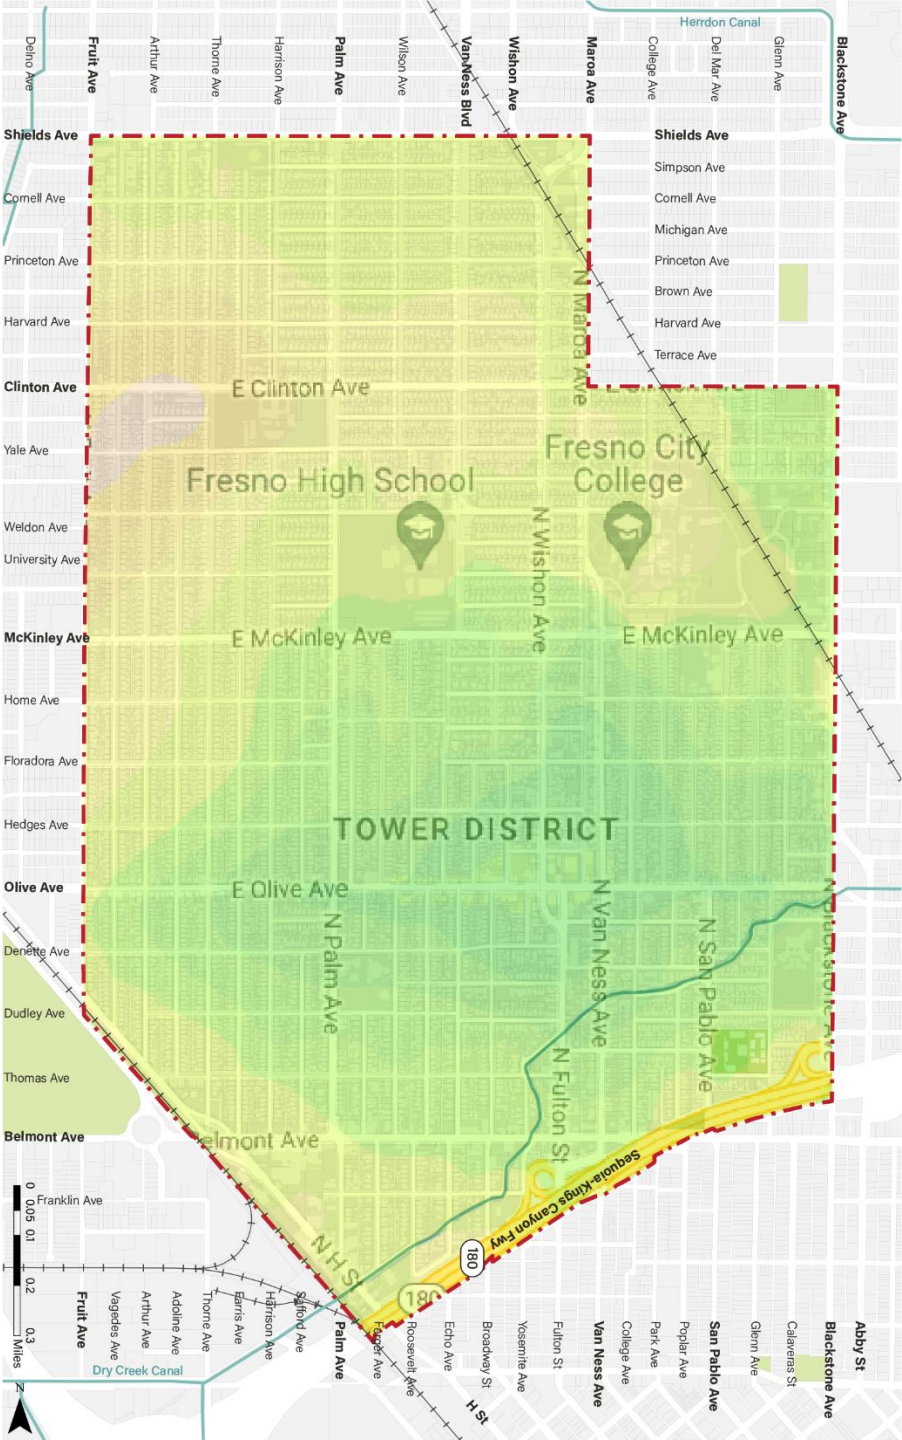 Herrdon Canal
Delno Ave
Fruit Ave
Arthur Ave
Thorne Ave
Harrison Ave
Palm Ave
Wilson Ave
Van Ness Blvd
Wishon Ave
Maroa Ave
College Ave
Del Mar Ave
Glenn Ave
Blackstone Ave
Shields Ave
Shields Ave
Simpson Ave
Cornell Ave
Cornell Ave
Michigan Ave
Princeton Ave
Princeton Ave
Brown Ave
Harvard Ave
Harvard Ave
Terrace Ave
N Maroa Ave
Clinton Ave
E Clinton Ave
Yale Ave
Fresno High School
Fresno City
College
Weldon Ave
University Ave
N Wishon Ave
McKinley Ave
E McKinley Ave
E McKinley Ave
Home Ave
Floradora Ave
Hedges Ave
TOWER DISTRICT
Olive Ave
E Olive Ave
N Palm Ave
N Van Ness Ave
N San Pablo Ave
N Blackstone Ave
Denette Ave
Dudley Ave
Thomas Ave
N Fulton St
Belmont Ave
elmont Ave
Sequoia-Kings Canyon Fwy
180
180
Franklin Ave
N H St
0 0.05 0.1 0.2 0.3
Miles
N
Fruit Ave
Vagedes Ave
Arthur Ave
Adoline Ave
Thorne Ave
Farris Ave
Harrison Ave
Safford Ave
Palm Ave
Ferger Ave
Roosevelt Ave
Echo Ave
Broadway St
Yosemite Ave
Fulton St
Van Ness Ave
College Ave
Park Ave
Poplar Ave
San Pablo Ave
Glenn Ave
Calaveras St
Blackstone Ave
Abby St
Dry Creek Canal
H St